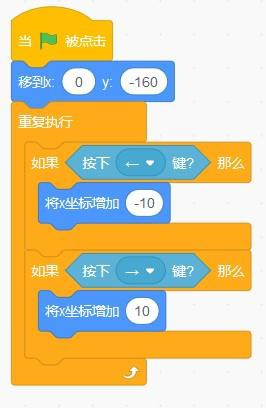 当 被点击
移到x: 0 y: -160
重复执行
如果 按下 ← 键? 那么
将x坐标增加 -10
如果 按下 → 键? 那么
将x坐标增加 10